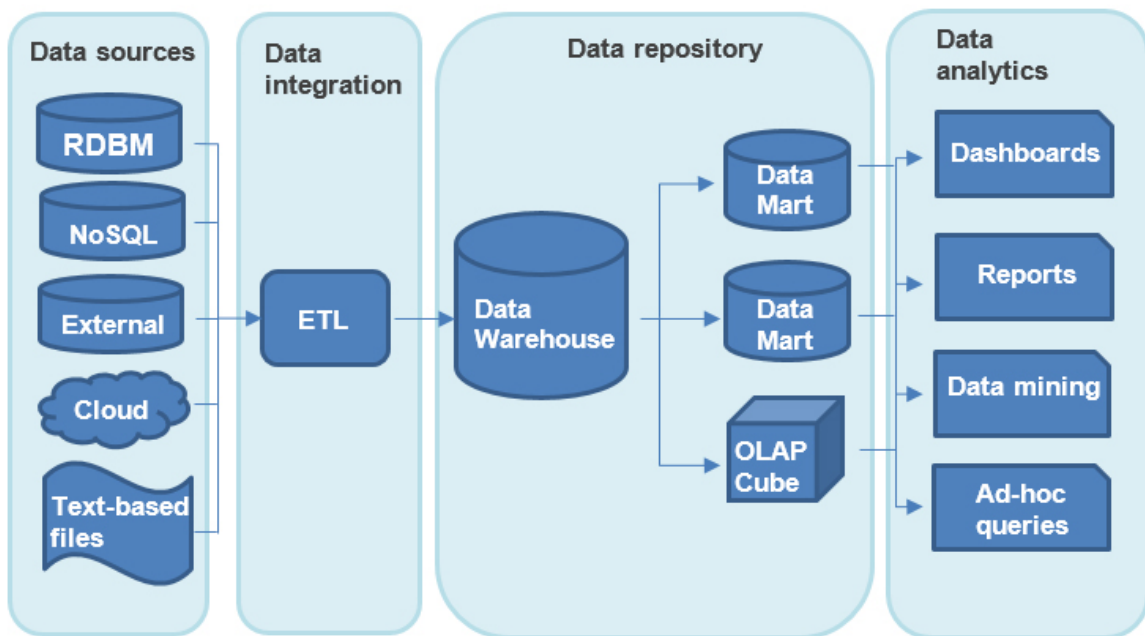 Data sources
RDBM
NoSQL
External
Cloud
Text-based
files
Data
integration
ETL
Data repository
Data
Warehouse
Data
Mart
Data
Mart
OLAP
Cube
Data
analytics
Dashboards
Reports
Data mining
Ad-hoc
queries